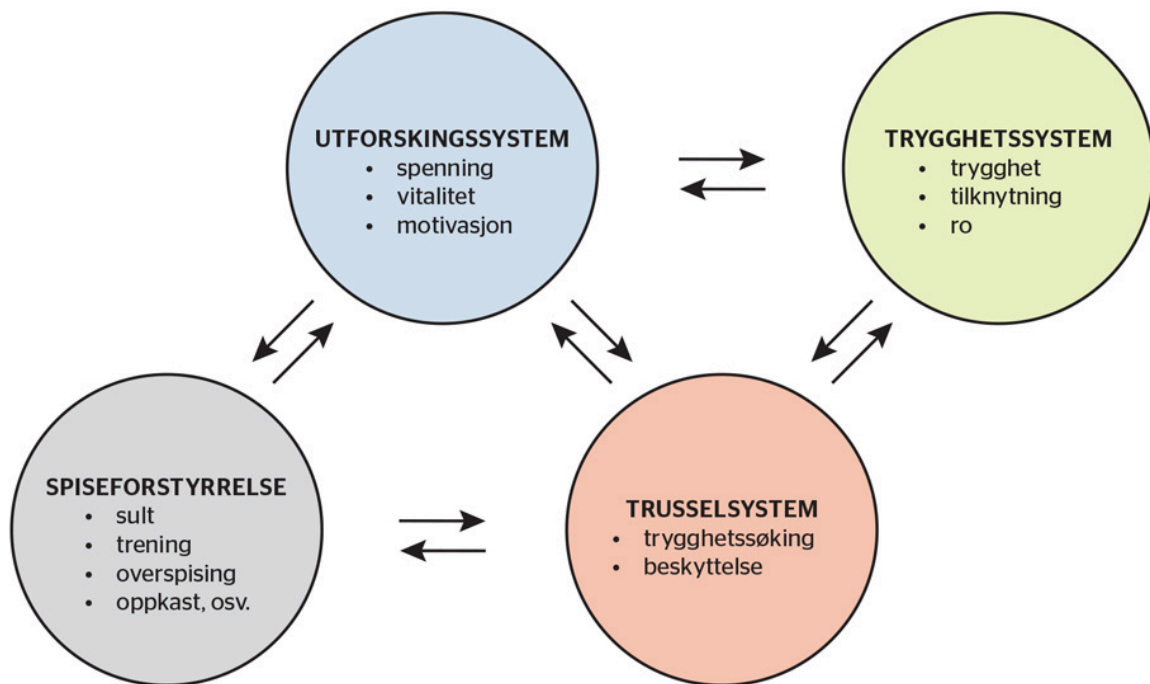 UTFORSKINGSSYSTEM
• spenning
• vitalitet
• motivasjon
TRYGGHETSSYSTEM
• trygghet
• tilknytning
• ro
SPISEFORSTYRRELSE
• sult
• trening
• overspising
• oppkast, osv.
TRUSSELSYSTEM
• trygghetssøking
• beskyttelse